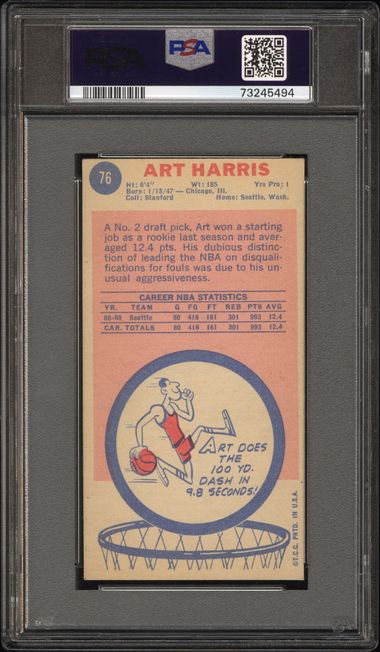 PSA
PSA
73245494
76
ART HARRIS
Ht: 6'4" Wt: 185 Yrs Pro: 1
Born: 1/13/47 — Chicago, Ill.
Coll: Stanford Home: Seattle, Wash.
A No. 2 draft pick, Art won a starting
job as a rookie last season and aver-
aged 12.4 pts. His dubious distinc-
tion of leading the NBA on disquali-
fications for fouls was due to his un-
usual aggressiveness.
CAREER NBA STATISTICS
YR. TEAM G FG FT REB PTS AVG
68-69 Seattle 80 416 161 301 993 12.4
CAR. TOTALS 80 416 161 301 993 12.4
ART DOES
THE
100 YD.
DASH IN
9.8 SECONDS!
©T.C.G. PRTD. IN U.S.A.